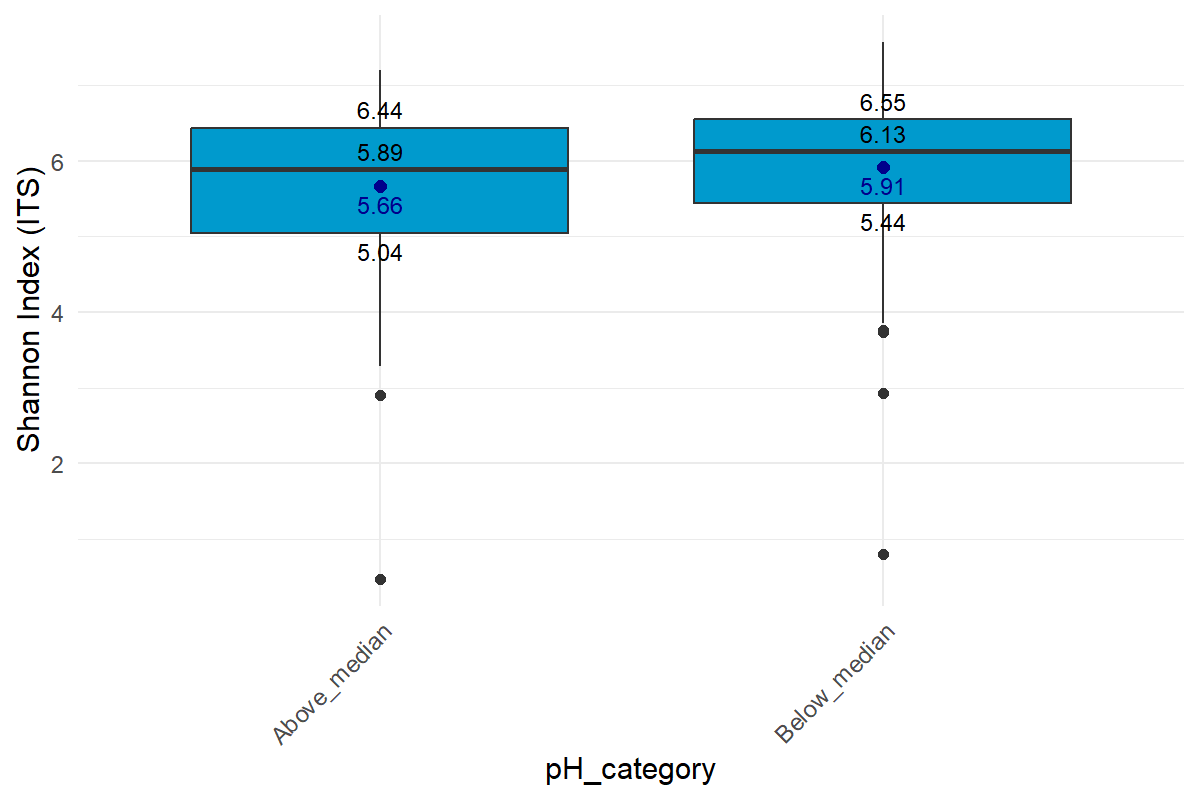 Shannon Index (ITS)
6
4
2
6.44
5.89
5.66
5.04
6.55
6.13
5.91
5.44
Above_median
Below_median
pH_category